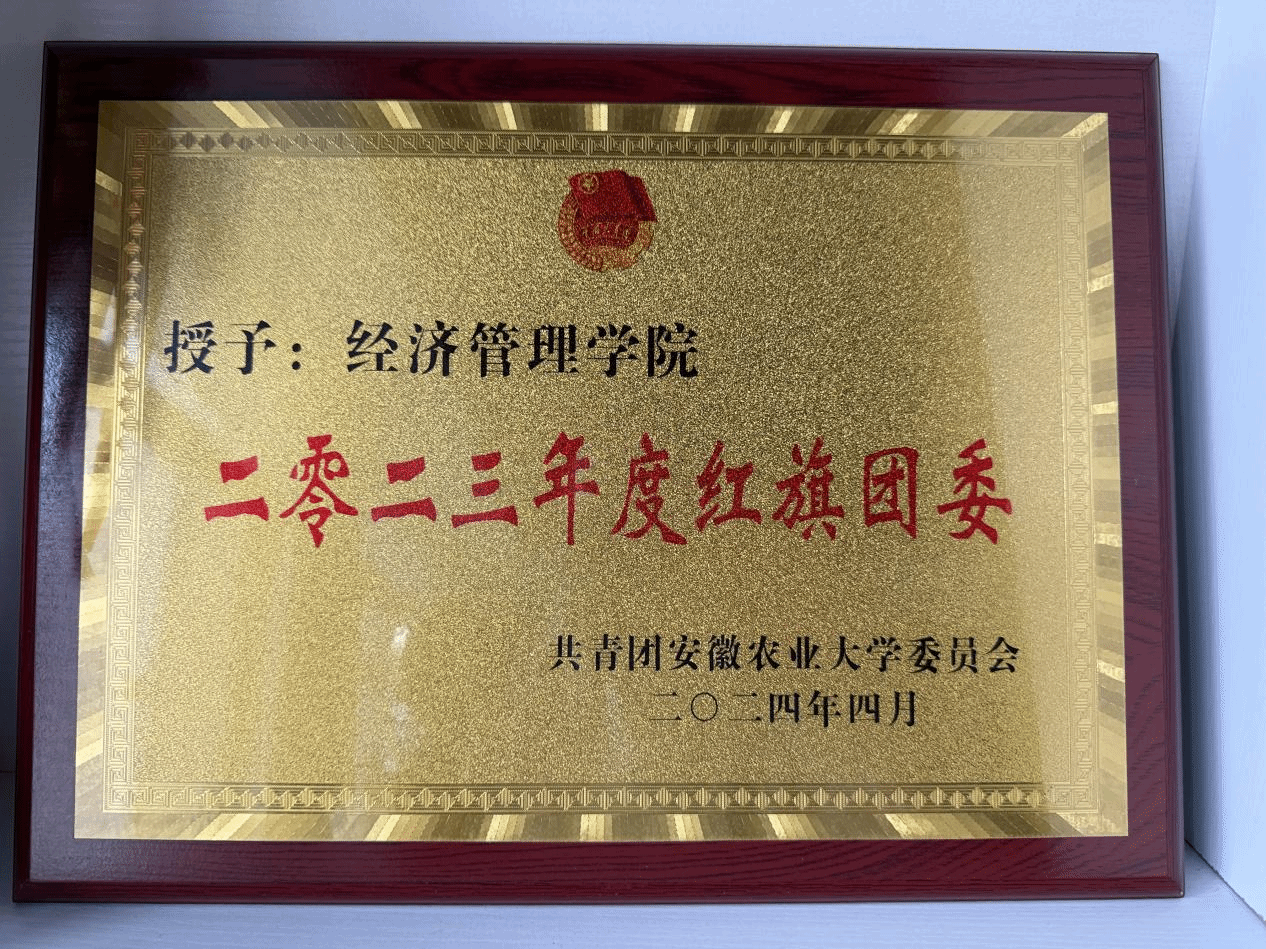 授予：经济管理学院
二零二三年度红旗团委
共青团安徽农业大学委员会
二〇二四年四月